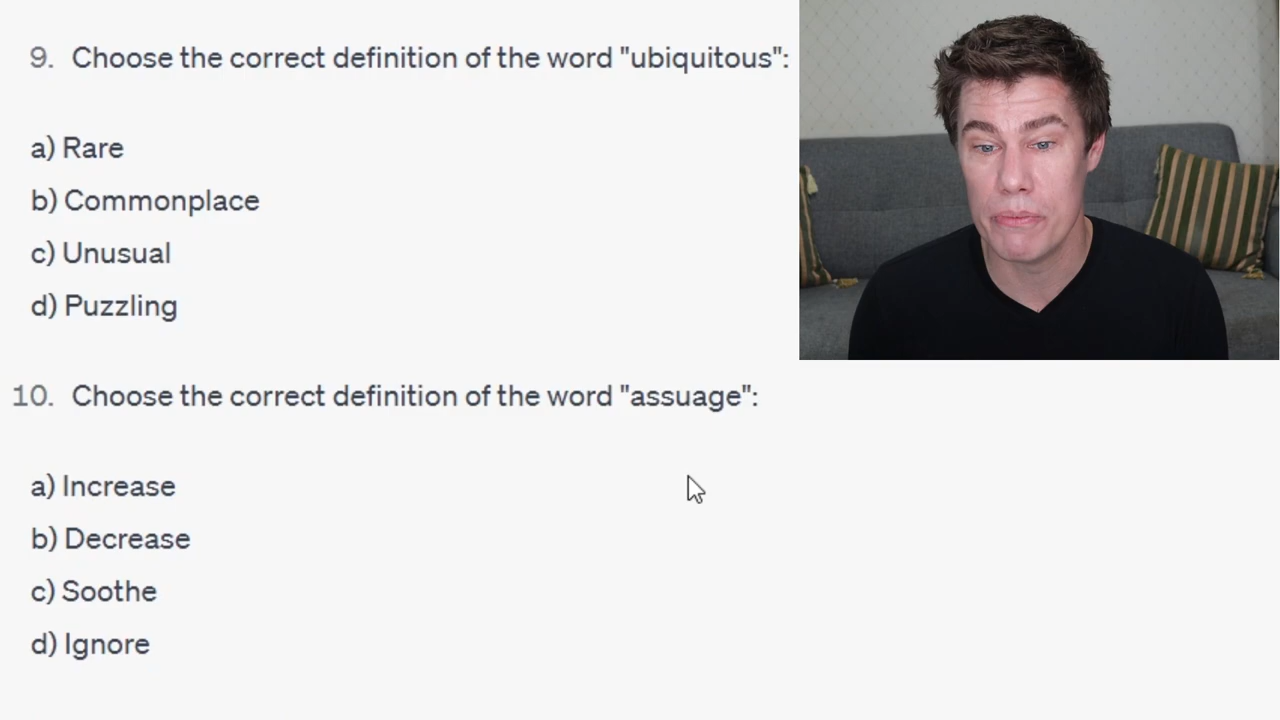 9. Choose the correct definition of the word "ubiquitous":
a) Rare
b) Commonplace
c) Unusual
d) Puzzling
10. Choose the correct definition of the word "assuage":
a) Increase
b) Decrease
c) Soothe
d) Ignore